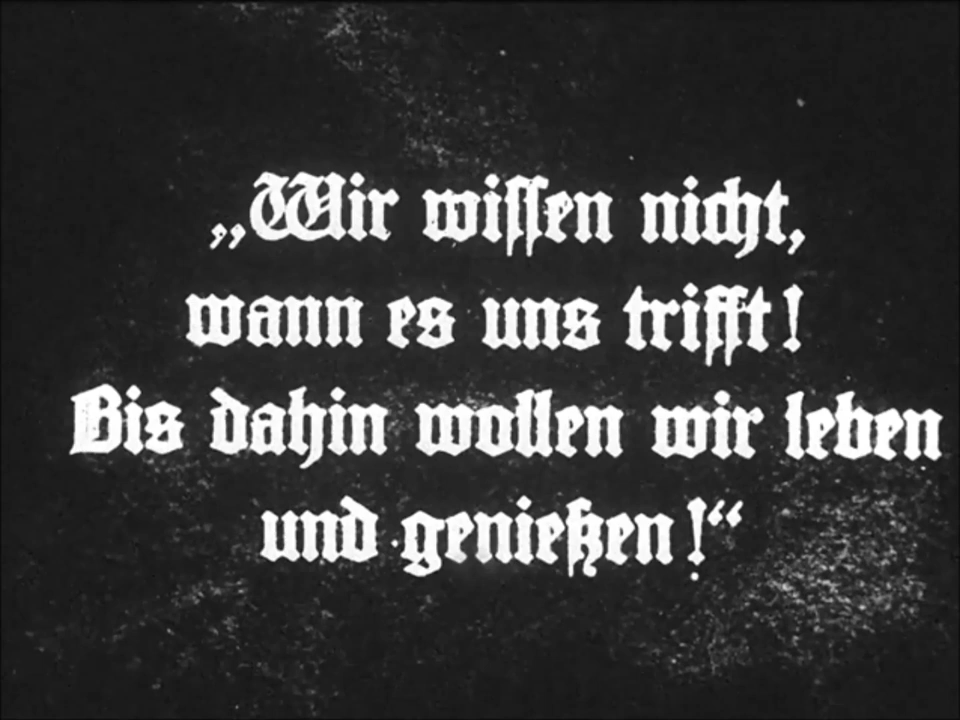 „Wir wissen nicht,
wann es uns trifft!
Bis dahin wollen wir leben
und genießen!“